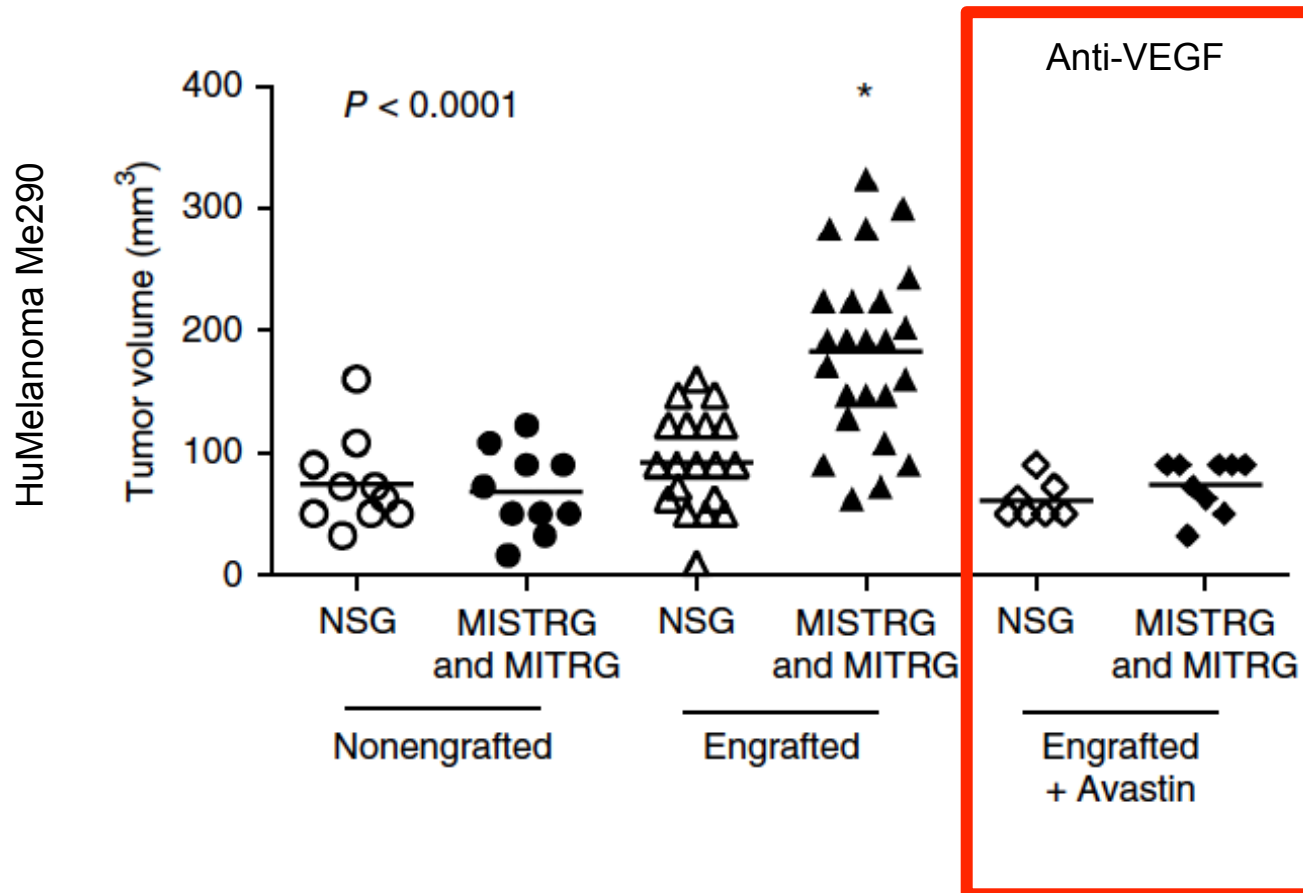 Anti-VEGF
HuMelanoma Me290
Tumor volume (mm³)
400
300
200
100
0
P < 0.0001
*
NSG
MISTRG
and MITRG
NSG
MISTRG
and MITRG
NSG
MISTRG
and MITRG
Nonengrafted
Engrafted
Engrafted
+ Avastin